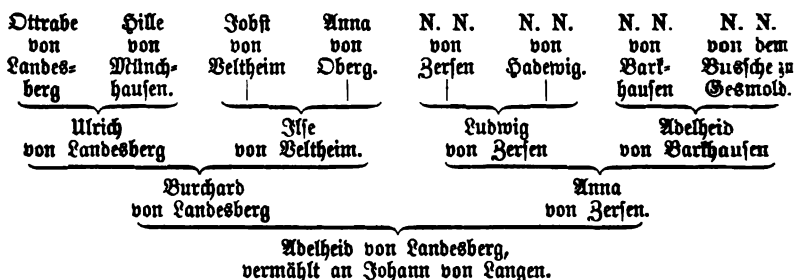 Ottrabe Hille Jobst Anna N. N. N. N. N. N. N. N.
von von von von von von von von dem
Landes- Münch- Veltheim Oberg. Zersen Hadewig. Bark- Bussche zu
berg hausen. hausen Gesmold.
Ulrich Ilse Ludwig Adelheid
von Landesberg von Veltheim. von Zersen von Barkhausen
Burchard Anna
von Landesberg von Zersen.
Adelheid von Landesberg,
vermählt an Johann von Langen.